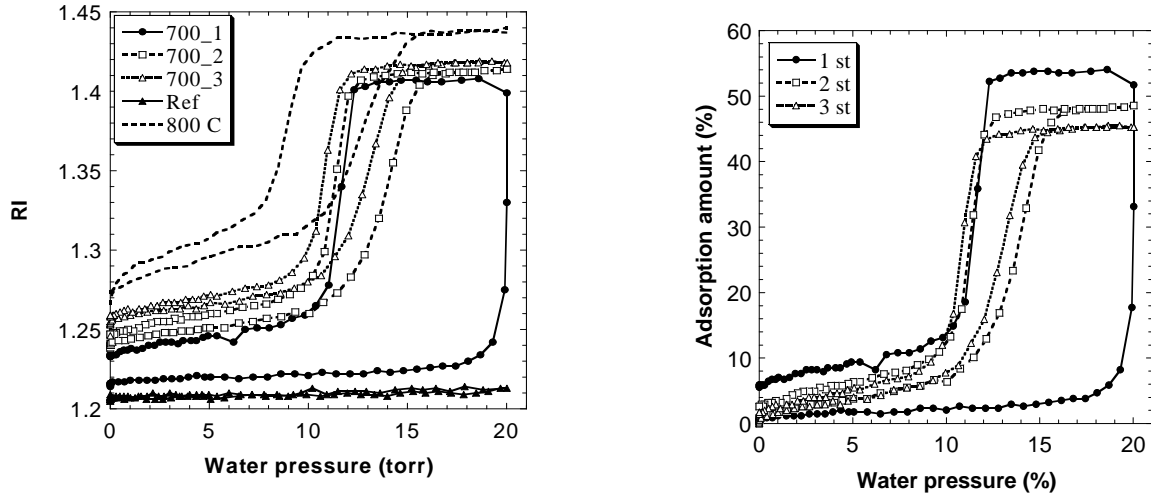 1.45
1.4
1.35
1.3
1.25
1.2
RI
700_1
700_2
700_3
Ref
800 C
0 5 10 15 20
Water pressure (torr)
60
50
40
30
20
10
0
Adsorption amount (%)
1 st
2 st
3 st
0 5 10 15 20
Water pressure (%)